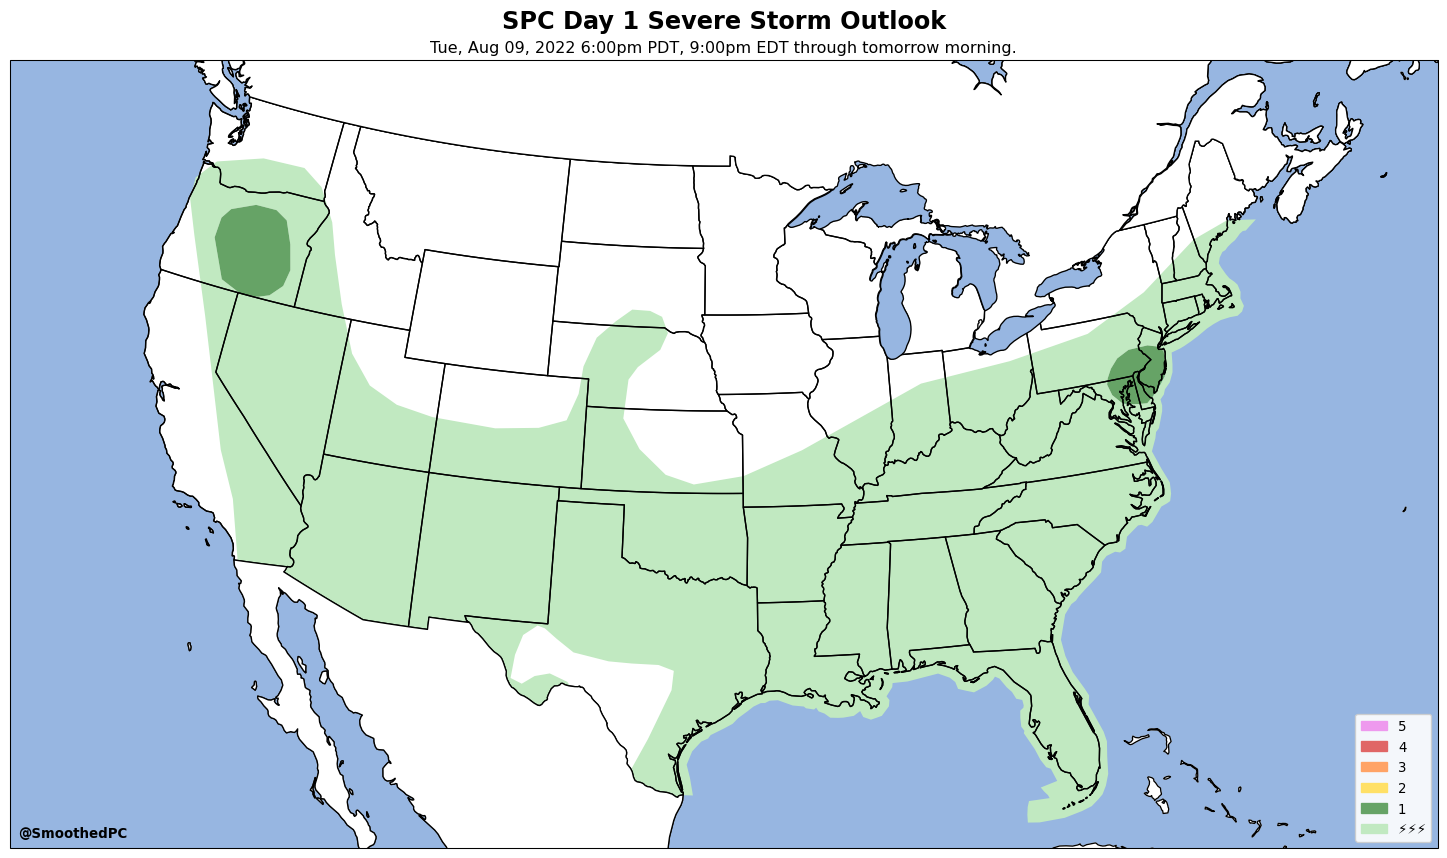 SPC Day 1 Severe Storm Outlook
Tue, Aug 09, 2022 6:00pm PDT, 9:00pm EDT through tomorrow morning.
5
4
3
2
1
⚡⚡⚡
@SmoothedPC